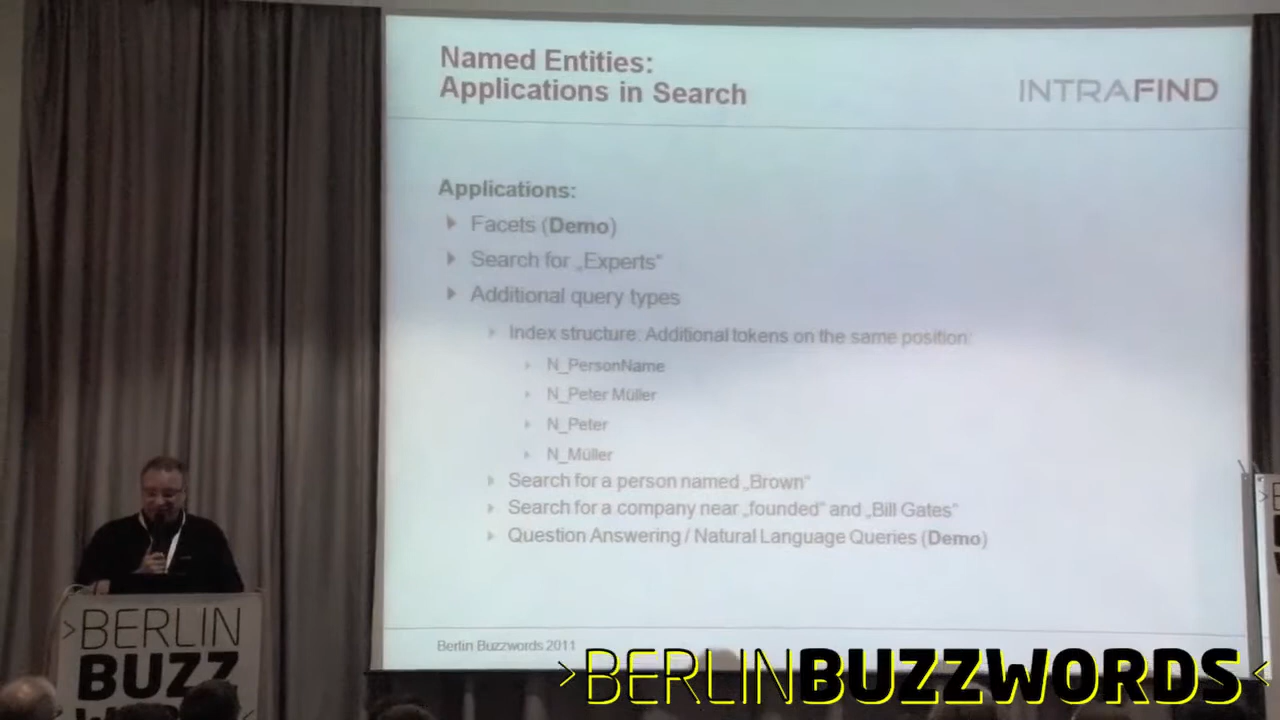 Named Entities:
Applications in Search
INTRAFIND
Applications:
Facets (Demo)
Search for „Experts“
Additional query types
Index structure: Additional tokens on the same position:
N_PersonName
N_Peter Müller
N_Peter
N_Müller
Search for a person named „Brown“
Search for a company near „founded“ and „Bill Gates“
Question Answering / Natural Language Queries (Demo)
Berlin Buzzwords 2011
>BERLIN
BUZZ
>BERLINBUZZWORDS<